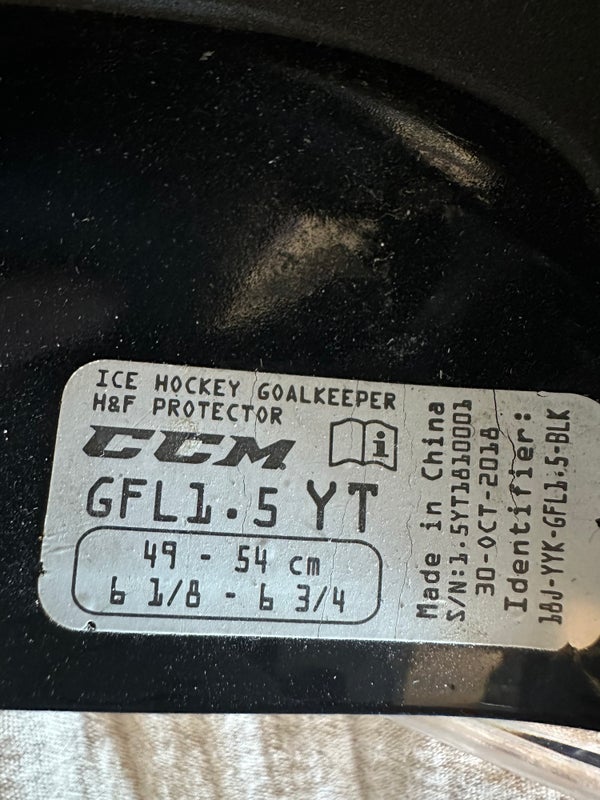 ICE HOCKEY GOALKEEPER
H&F PROTECTOR
CCM
GFL1.5 YT
49 - 54 cm
6 1/8 - 6 3/4
Made in China
S/N:1.5YT1810001
30-OCT-2018
Identifier:
18J-YYK-GFL1.5-BLK